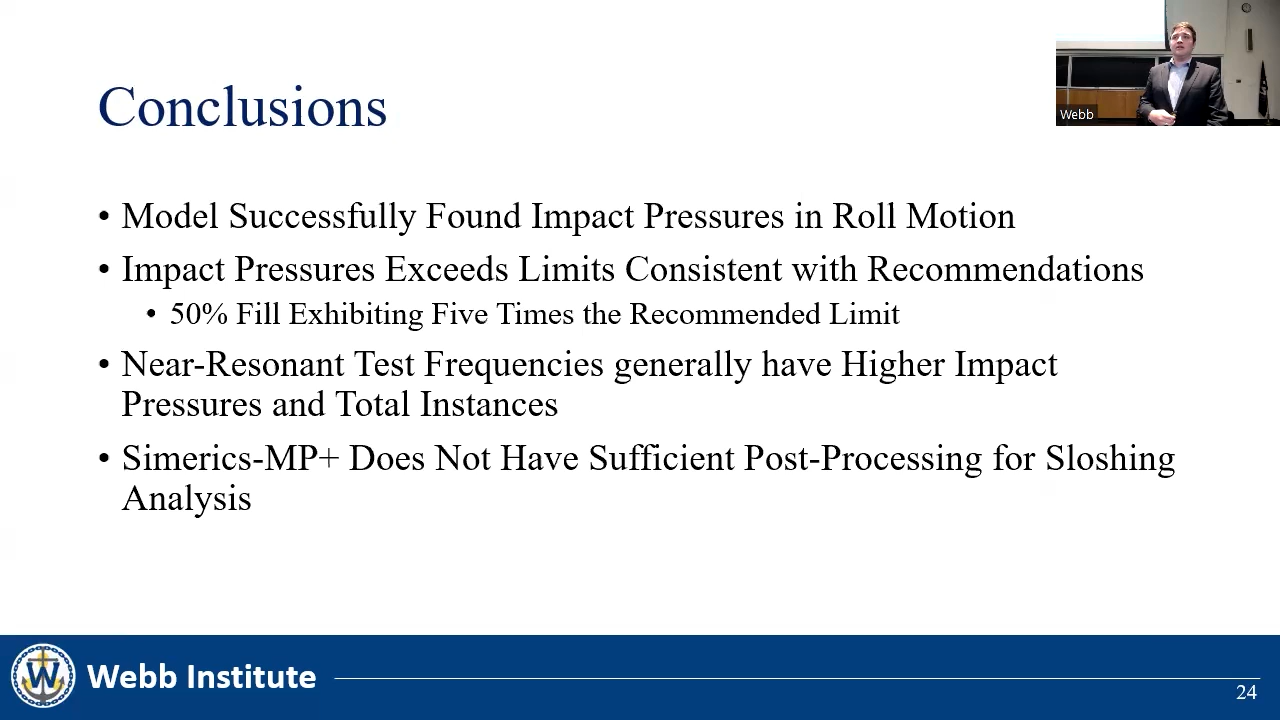 Webb
Conclusions
• Model Successfully Found Impact Pressures in Roll Motion
• Impact Pressures Exceeds Limits Consistent with Recommendations
• 50% Fill Exhibiting Five Times the Recommended Limit
• Near-Resonant Test Frequencies generally have Higher Impact
Pressures and Total Instances
• Simerics-MP+ Does Not Have Sufficient Post-Processing for Sloshing
Analysis
W
Webb Institute
24